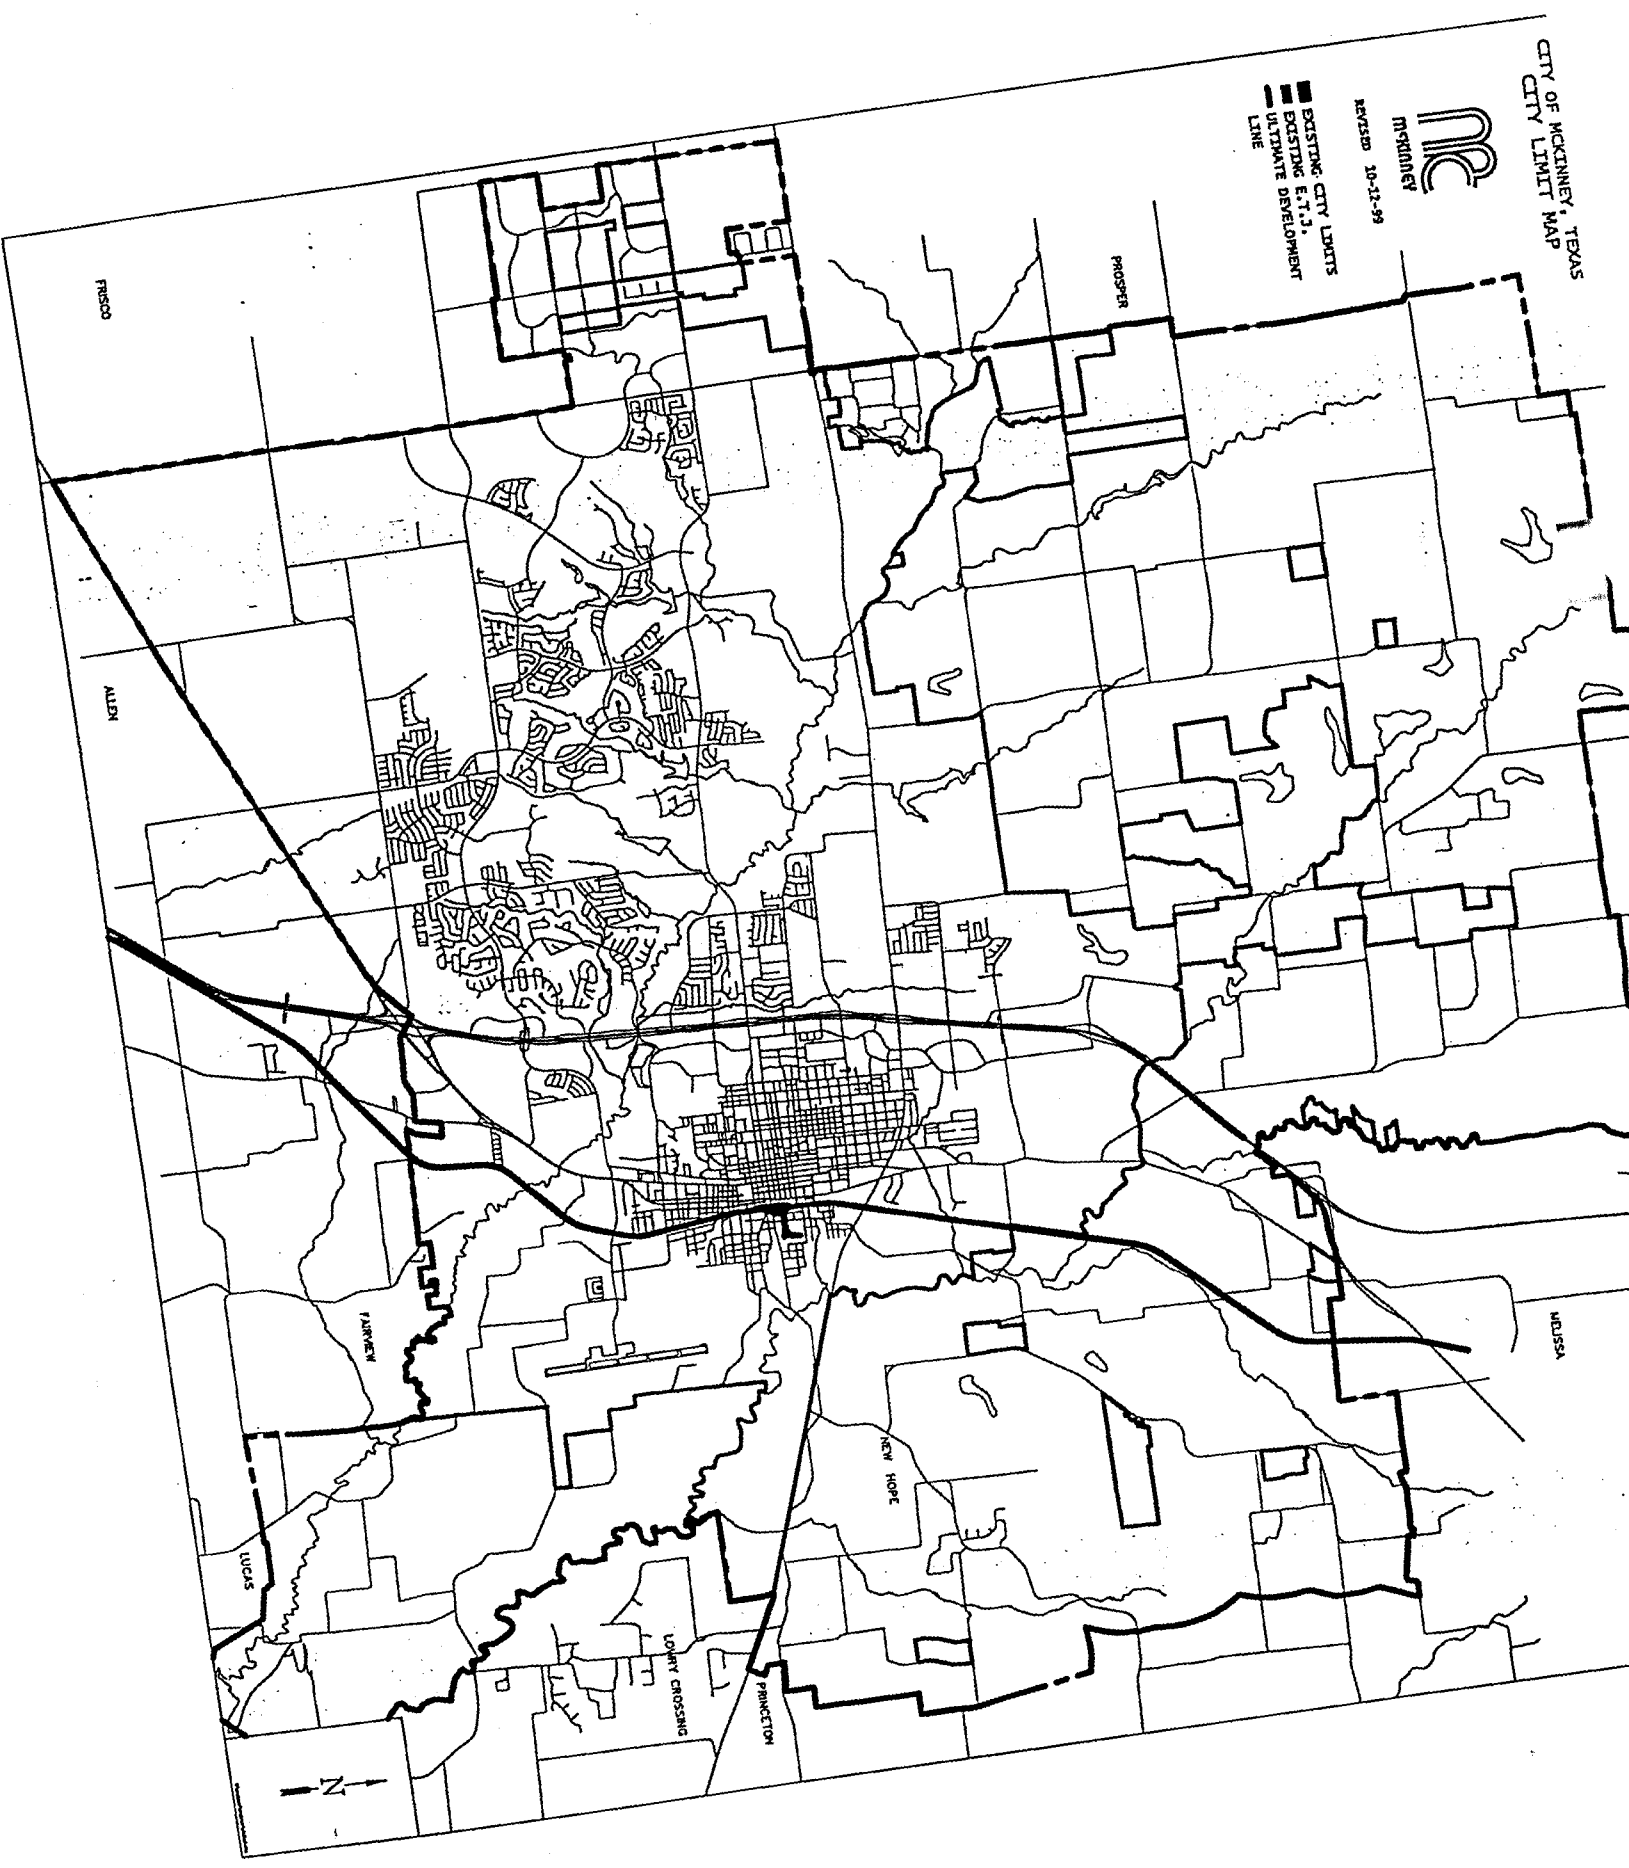 CITY OF MCKINNEY, TEXAS
CITY LIMIT MAP
MC
MCKINNEY
REVISED 10-12-99
EXISTING CITY LIMITS
EXISTING E.T.J.
ULTIMATE DEVELOPMENT
LINE
PROSPER
FRISCO
ALLEN
MELISSA
FAIRVIEW
NEW HOPE
LUCAS
LOWRY CROSSING
PRINCETON
N